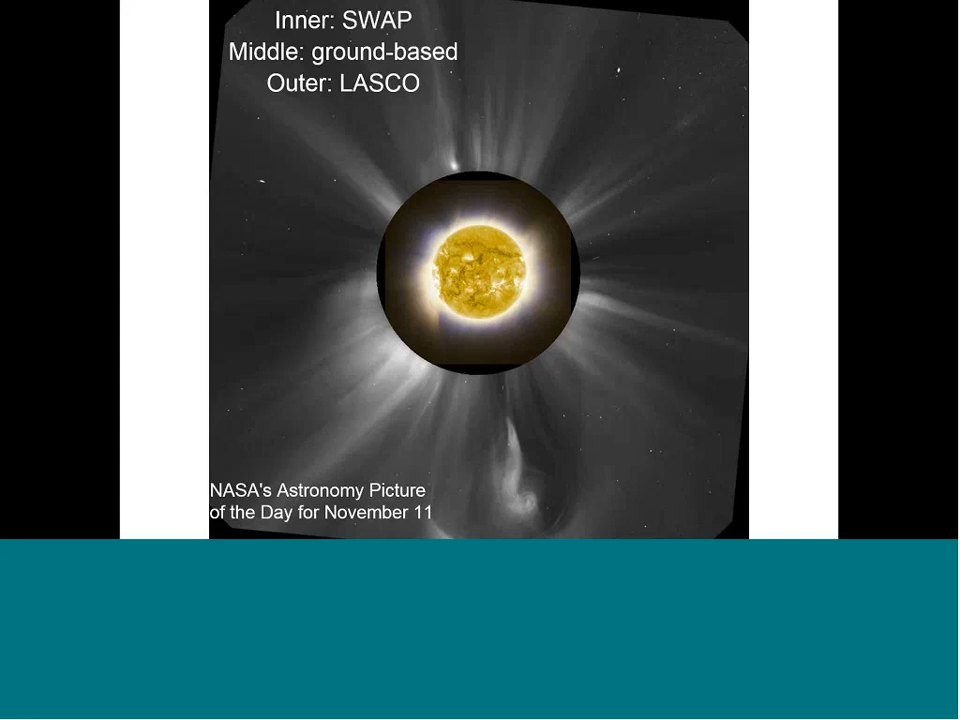 Inner: SWAP
Middle: ground-based
Outer: LASCO
NASA's Astronomy Picture
of the Day for November 11